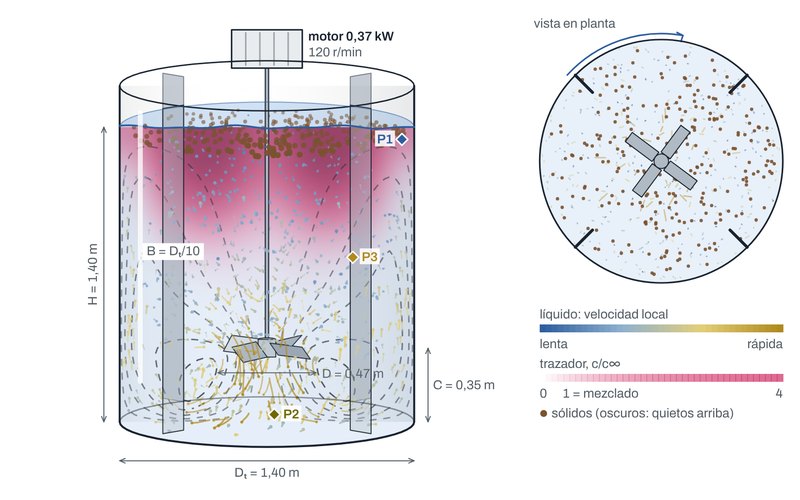 motor 0,37 kW
120 r/min
P1
B = Dₜ/10
P3
H = 1,40 m
D = 0,47 m
C = 0,35 m
P2
Dₜ = 1,40 m
vista en planta
líquido: velocidad local
lenta rápida
trazador, c/c∞
0 1 = mezclado 4
sólidos (oscuros: quietos arriba)